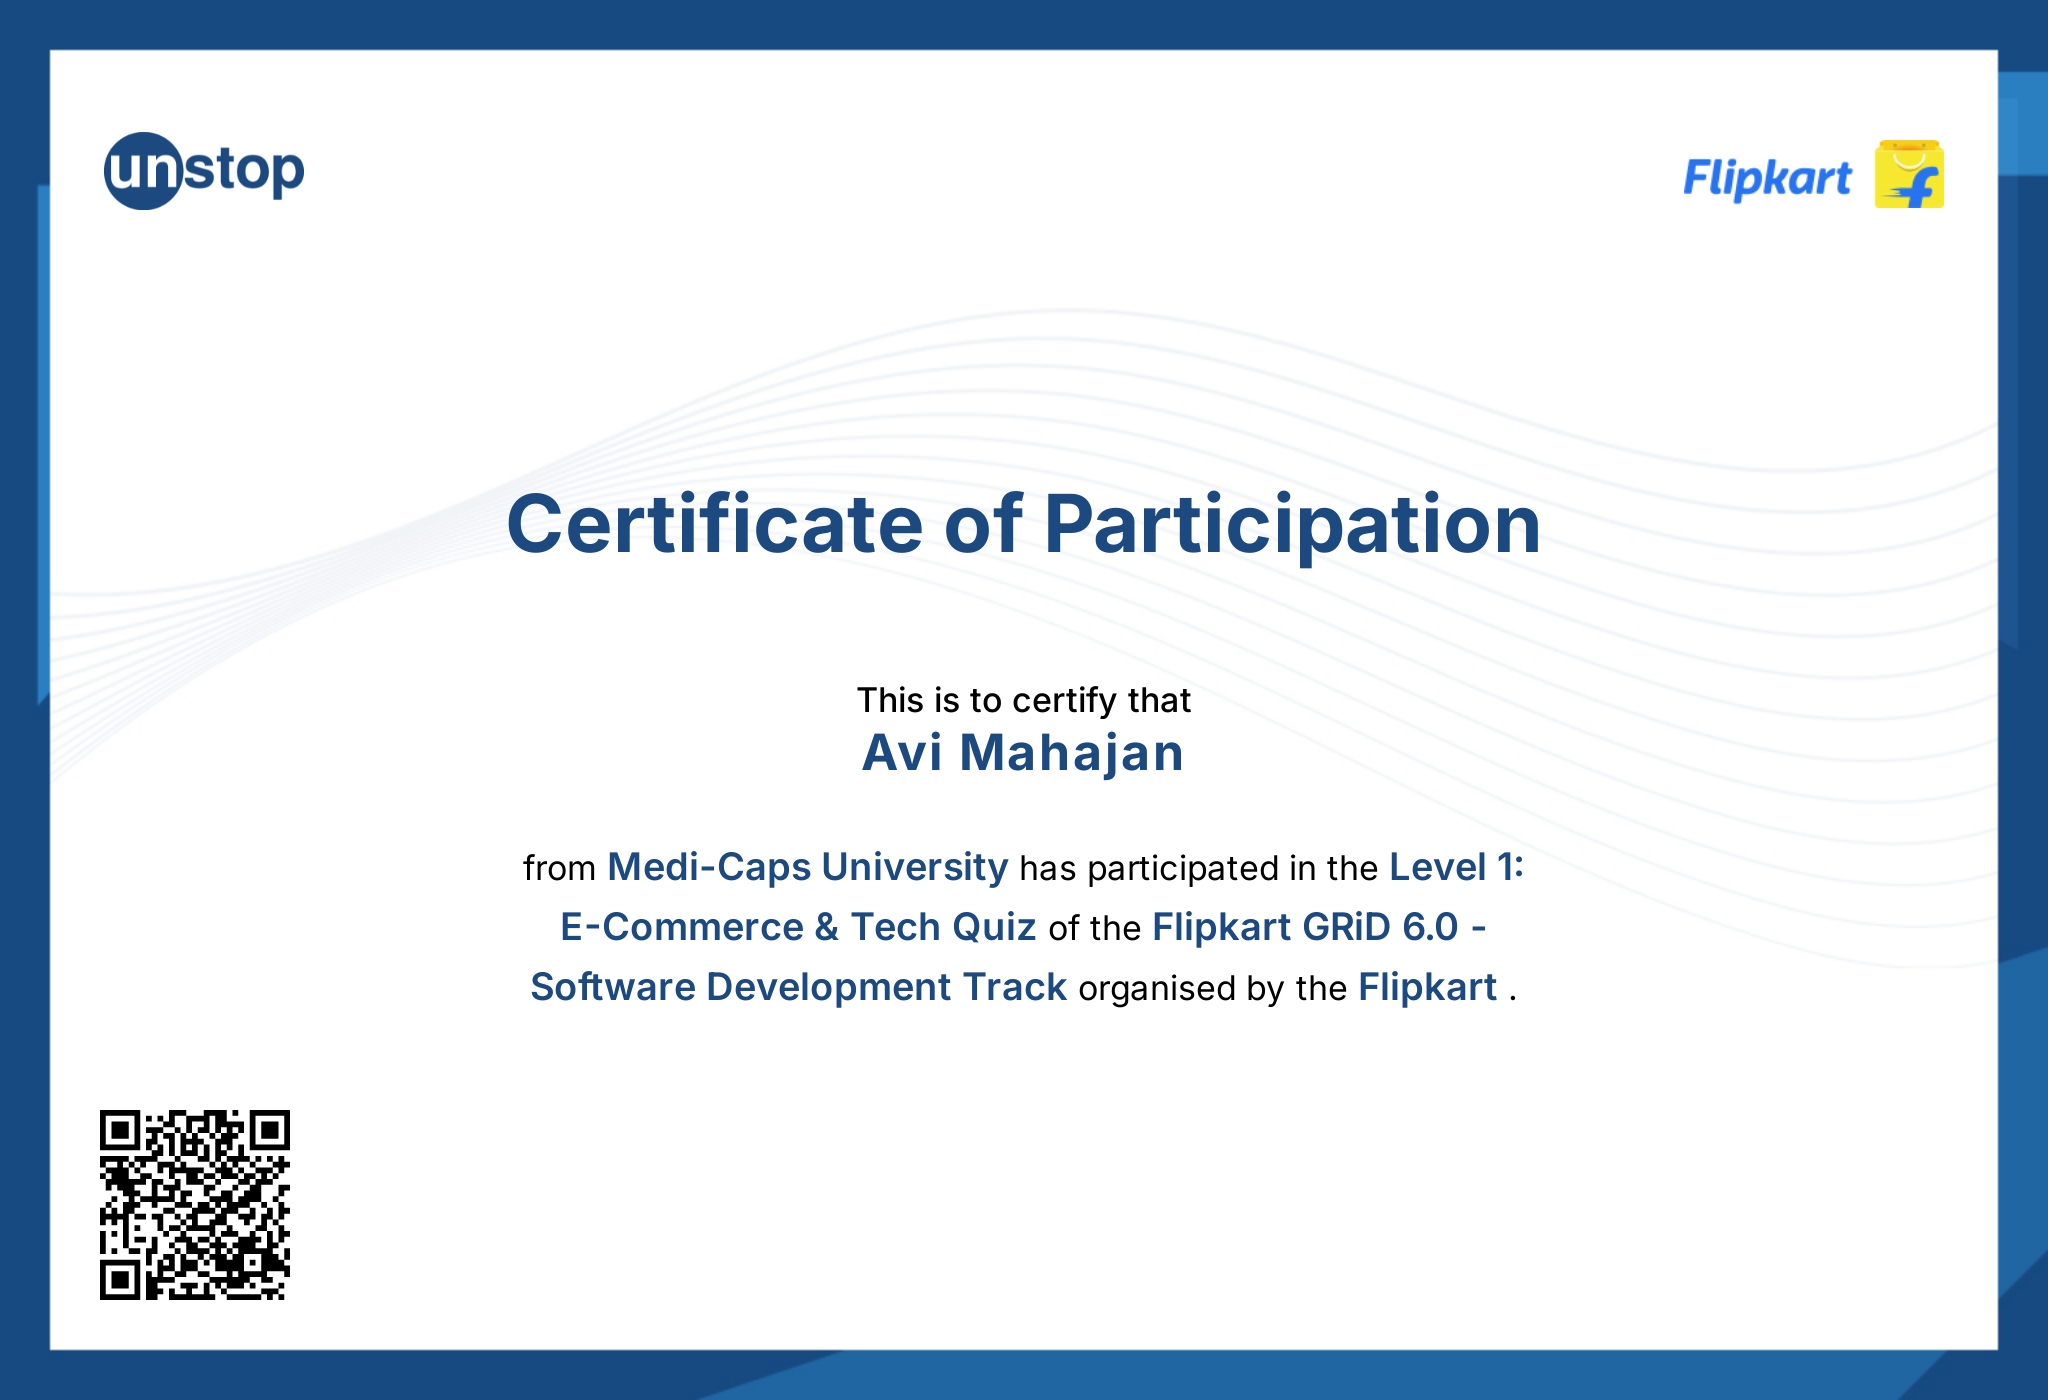 unstop
Flipkart
Certificate of Participation
This is to certify that
Avi Mahajan
from Medi-Caps University has participated in the Level 1:
E-Commerce & Tech Quiz of the Flipkart GRiD 6.0 -
Software Development Track organised by the Flipkart .